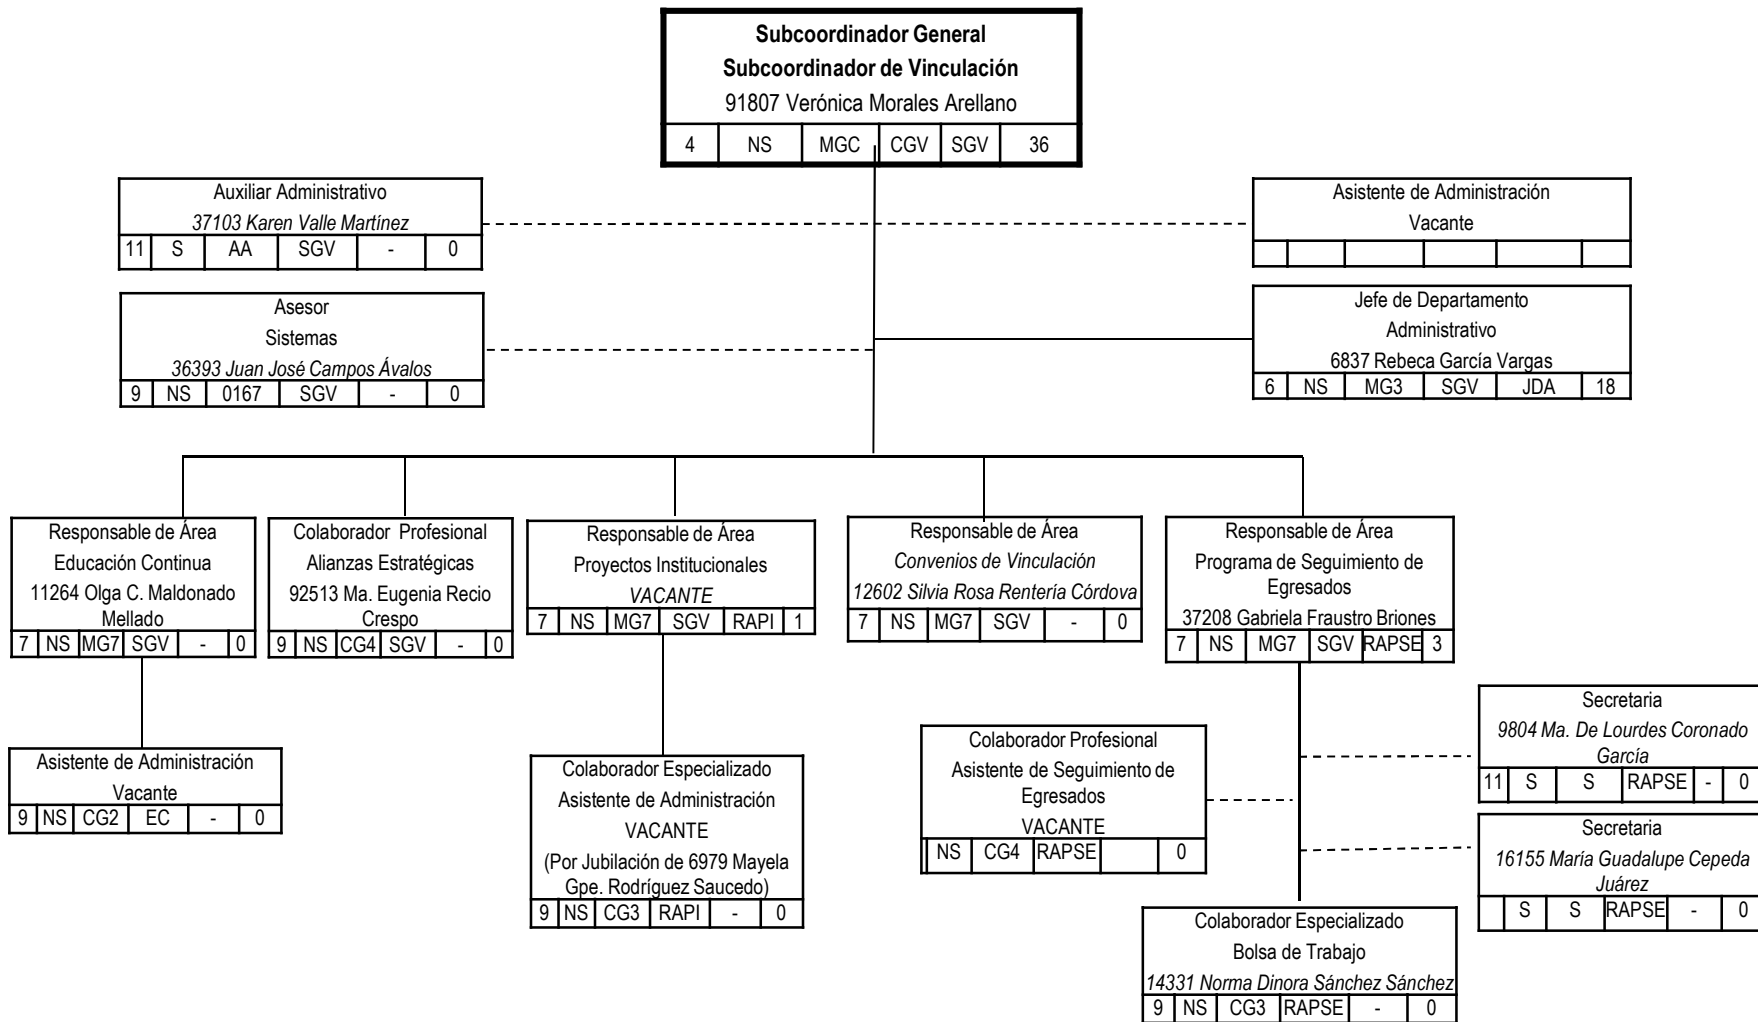 Subcoordinador General
Subcoordinador de Vinculación
91807 Verónica Morales Arellano
4 NS MGC CGV SGV 36
Auxiliar Administrativo
37103 Karen Valle Martínez
11 S AA SGV - 0
Asistente de Administración
Vacante
Asesor
Sistemas
36393 Juan José Campos Ávalos
9 NS 0167 SGV - 0
Jefe de Departamento
Administrativo
6837 Rebeca García Vargas
6 NS MG3 SGV JDA 18
Responsable de Área
Educación Continua
11264 Olga C. Maldonado
Mellado
7 NS MG7 SGV - 0
Colaborador Profesional
Alianzas Estratégicas
92513 Ma. Eugenia Recio
Crespo
9 NS CG4 SGV - 0
Responsable de Área
Proyectos Institucionales
VACANTE
7 NS MG7 SGV RAPI 1
Responsable de Área
Convenios de Vinculación
12602 Silvia Rosa Rentería Córdova
7 NS MG7 SGV - 0
Responsable de Área
Programa de Seguimiento de
Egresados
37208 Gabriela Fraustro Briones
7 NS MG7 SGV RAPSE 3
Asistente de Administración
Vacante
9 NS CG2 EC - 0
Colaborador Especializado
Asistente de Administración
VACANTE
(Por Jubilación de 6979 Mayela
Gpe. Rodríguez Saucedo)
9 NS CG3 RAPI - 0
Colaborador Profesional
Asistente de Seguimiento de
Egresados
VACANTE
NS CG4 RAPSE 0
Secretaria
9804 Ma. De Lourdes Coronado
García
11 S S RAPSE - 0
Secretaria
16155 María Guadalupe Cepeda
Juárez
S S RAPSE - 0
Colaborador Especializado
Bolsa de Trabajo
14331 Norma Dinora Sánchez Sánchez
9 NS CG3 RAPSE - 0